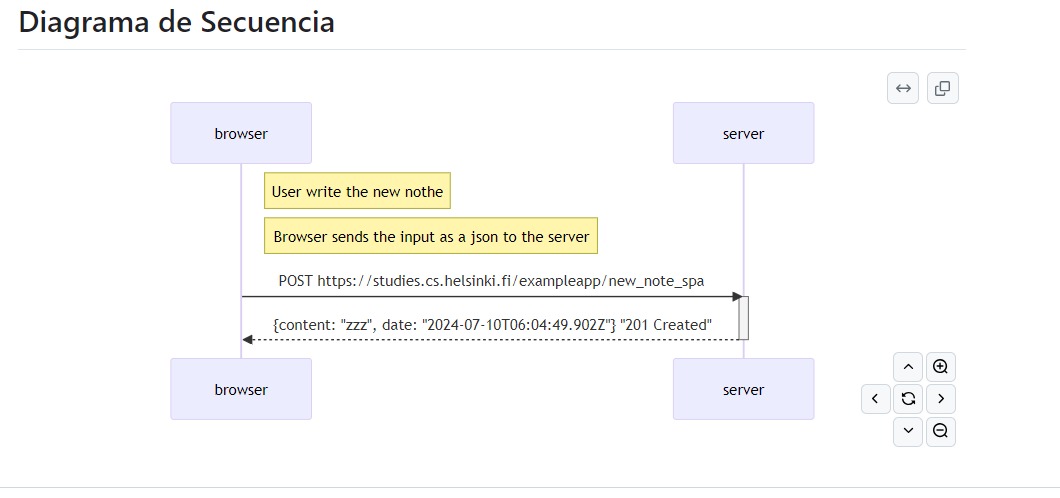 Diagrama de Secuencia
browser
server
User write the new nothe
Browser sends the input as a json to the server
POST https://studies.cs.helsinki.fi/exampleapp/new_note_spa
{content: "zzz", date: "2024-07-10T06:04:49.902Z"} "201 Created"
browser
server